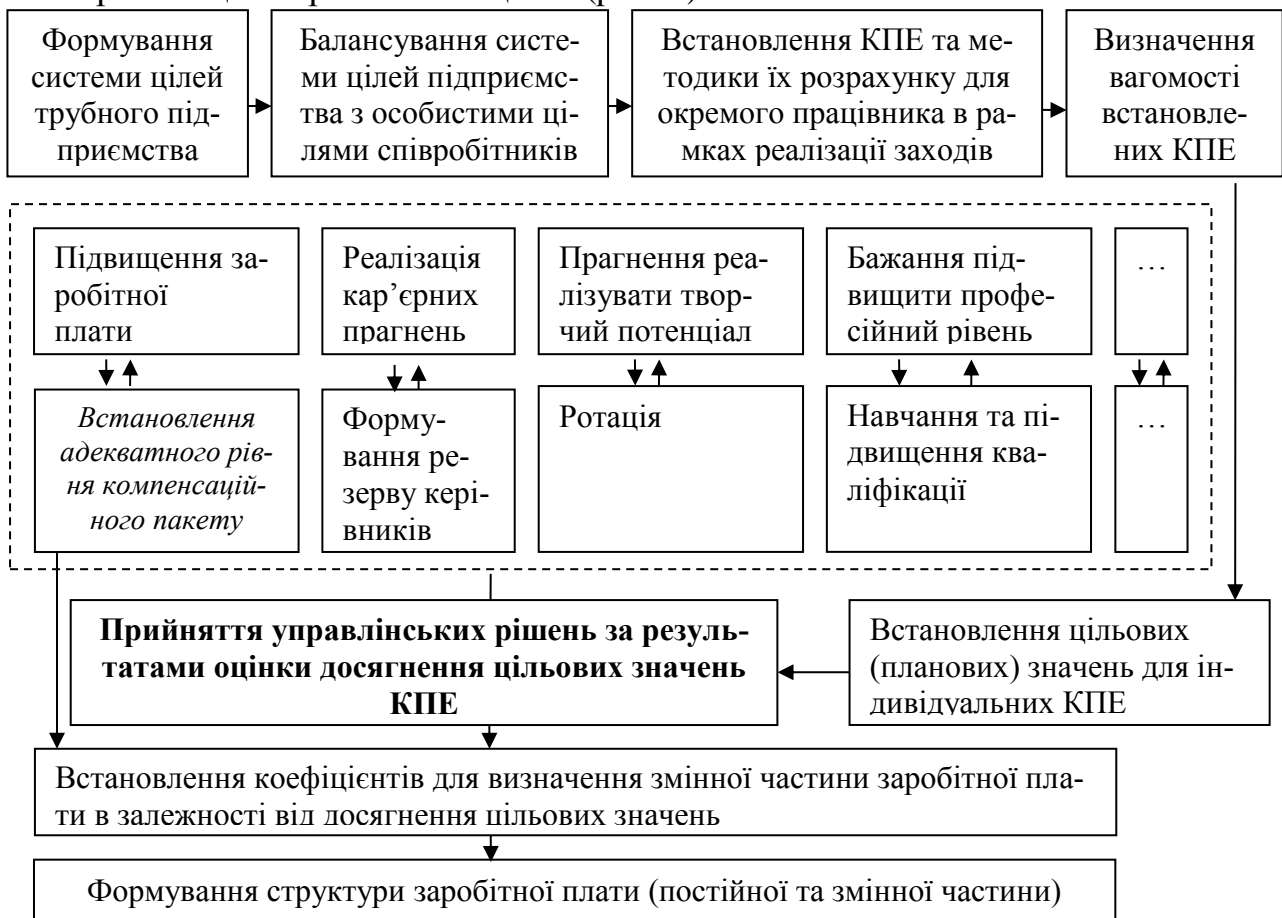 Формування
системи цілей
трубного під-
приємства
Балансування систе-
ми цілей підприємс-
тва з особистими ці-
лями співробітників
Встановлення КПЕ та ме-
тодики їх розрахунку для
окремого працівника в ра-
мках реалізації заходів
Визначення
вагомості
встановле-
них КПЕ
Підвищення за-
робітної
плати
Реалізація
кар’єрних
прагнень
Прагнення реа-
лізувати твор-
чий потенціал
Бажання під-
вищити профе-
сійний рівень
…
Встановлення
адекватного рів-
ня компенсацій-
ного пакету
Форму-
вання ре-
зерву кері-
вників
Ротація
Навчання та пі-
двищення ква-
ліфікації
…
Прийняття управлінських рішень за резуль-
татами оцінки досягнення цільових значень
КПЕ
Встановлення цільових
(планових) значень для ін-
дивідуальних КПЕ
Встановлення коефіцієнтів для визначення змінної частини заробітної пла-
ти в залежності від досягнення цільових значень
Формування структури заробітної плати (постійної та змінної частини)